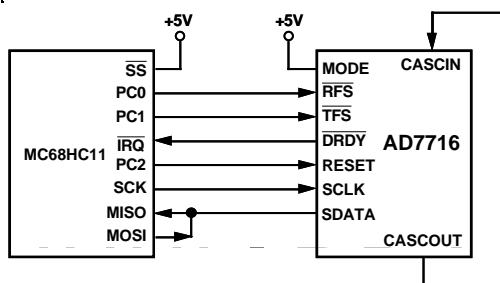 +5V +5V
SS MODE CASCIN
PC0 RFS
PC1 TFS
IRQ DRDY AD7716
MC68HC11 PC2 RESET
SCK SCLK
MISO SDATA
MOSI
CASCOUT